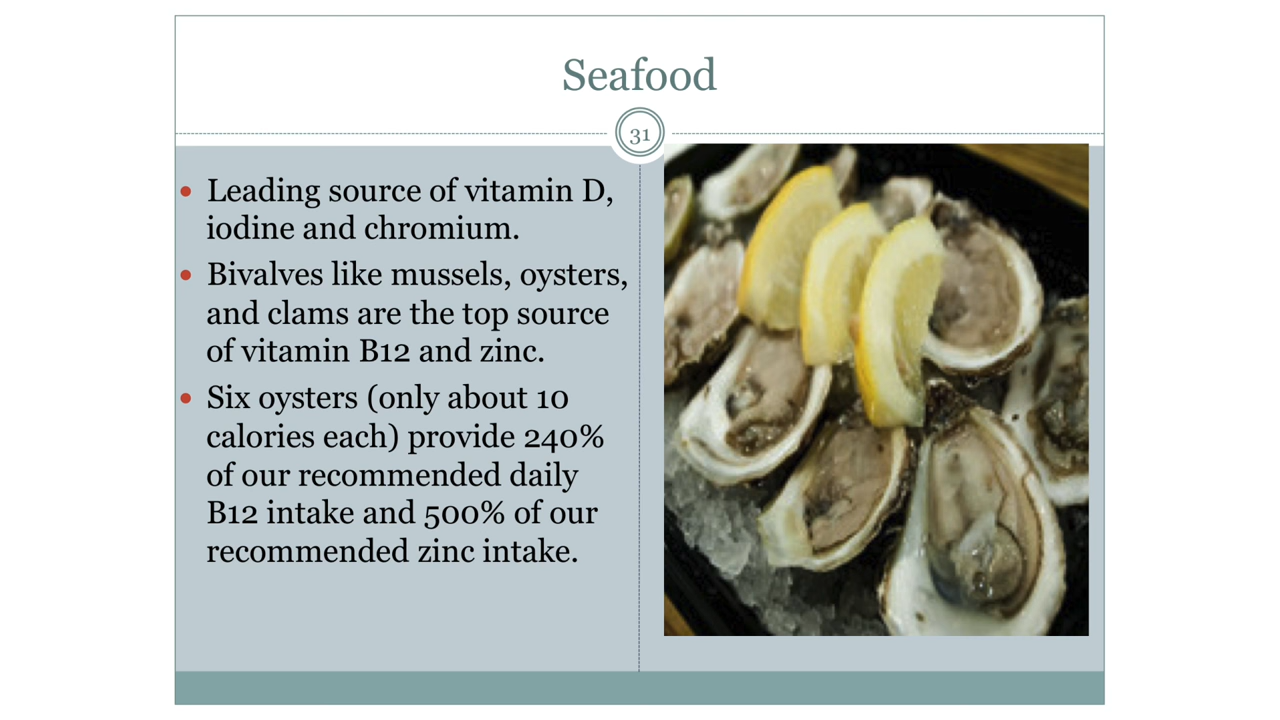 Seafood
31
• Leading source of vitamin D,
iodine and chromium.
• Bivalves like mussels, oysters,
and clams are the top source
of vitamin B12 and zinc.
• Six oysters (only about 10
calories each) provide 240%
of our recommended daily
B12 intake and 500% of our
recommended zinc intake.